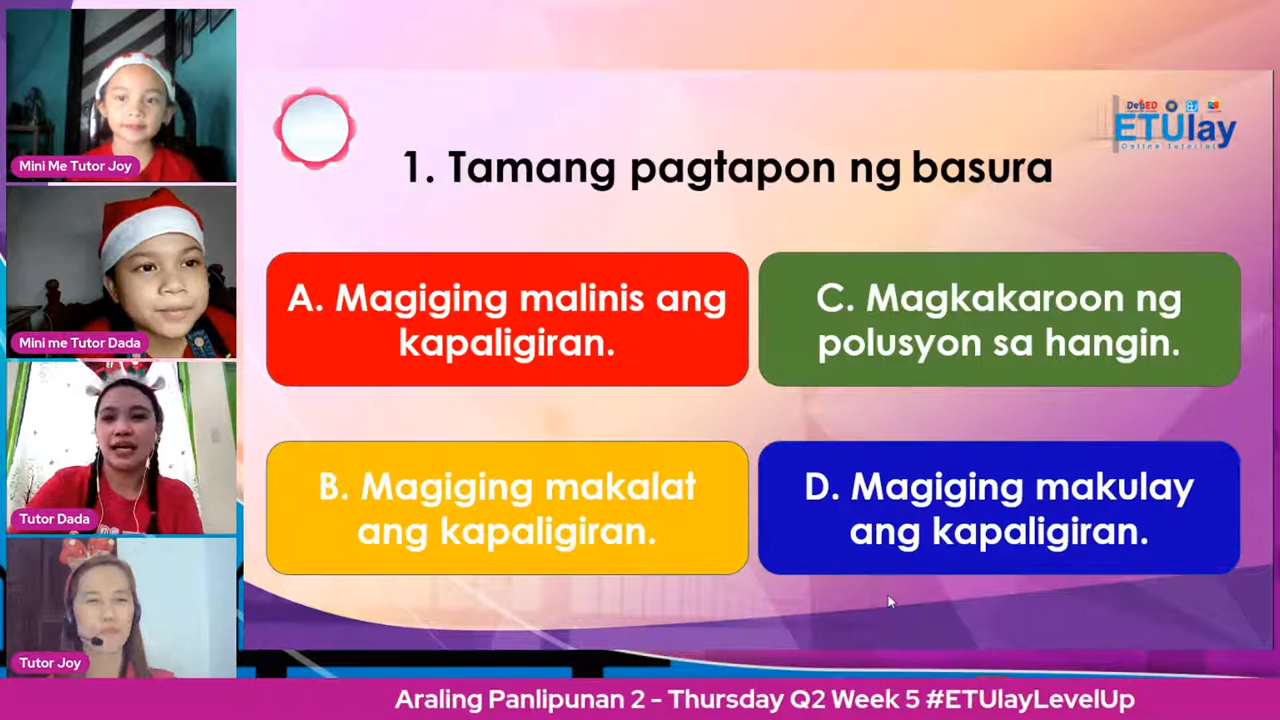 Mini Me Tutor Joy
Mini me Tutor Dada
Tutor Dada
Tutor Joy
DepED
ETUlay
Online Tutorial
1. Tamang pagtapon ng basura
A. Magiging malinis ang
kapaligiran.
C. Magkakaroon ng
polusyon sa hangin.
B. Magiging makalat
ang kapaligiran.
D. Magiging makulay
ang kapaligiran.
Araling Panlipunan 2 - Thursday Q2 Week 5 #ETUlayLevelUp